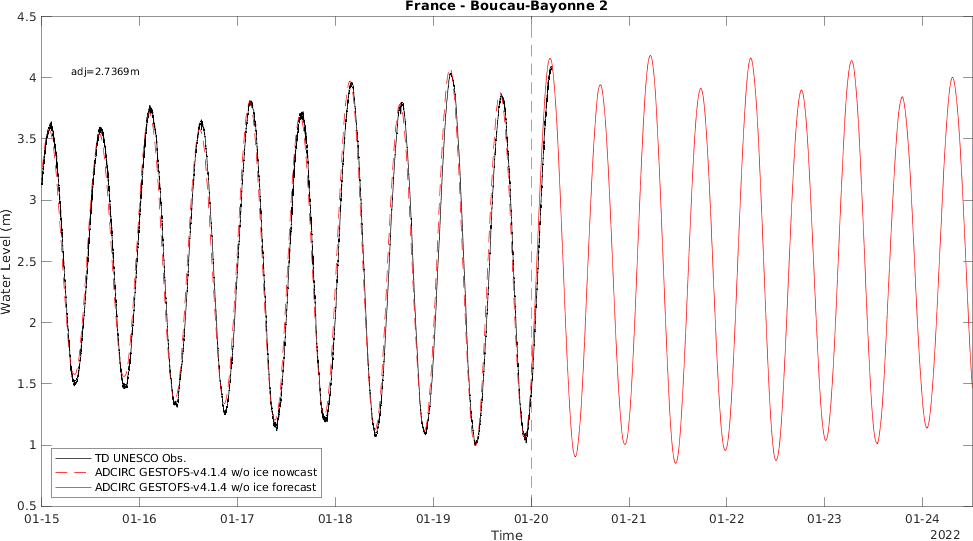 France - Boucau-Bayonne 2
adj=2.7369m
4.5
4
3.5
3
2.5
2
1.5
1
0.5
Water Level (m)
TD UNESCO Obs.
ADCIRC GESTOFS-v4.1.4 w/o ice nowcast
ADCIRC GESTOFS-v4.1.4 w/o ice forecast
01-15 01-16 01-17 01-18 01-19 01-20 01-21 01-22 01-23 01-24
Time
2022